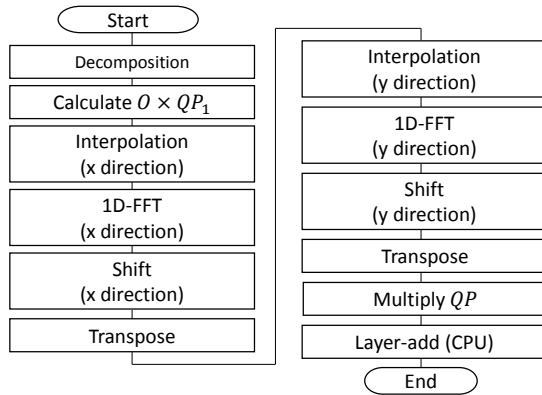 Start
Decomposition
Calculate O × QP₁
Interpolation
(x direction)
1D-FFT
(x direction)
Shift
(x direction)
Transpose
Interpolation
(y direction)
1D-FFT
(y direction)
Shift
(y direction)
Transpose
Multiply QP
Layer-add (CPU)
End